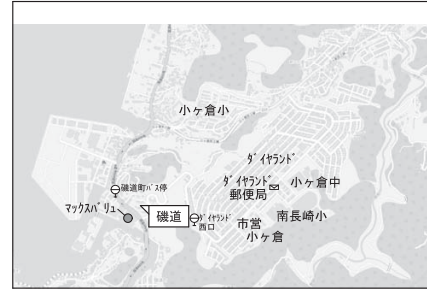 小ヶ倉小
ダイヤランド
ダイヤランド
郵便局
小ヶ倉中
磯道町バス停
マックスバリュ
磯道
ダイヤランド
西口
市営
小ヶ倉
南長崎小